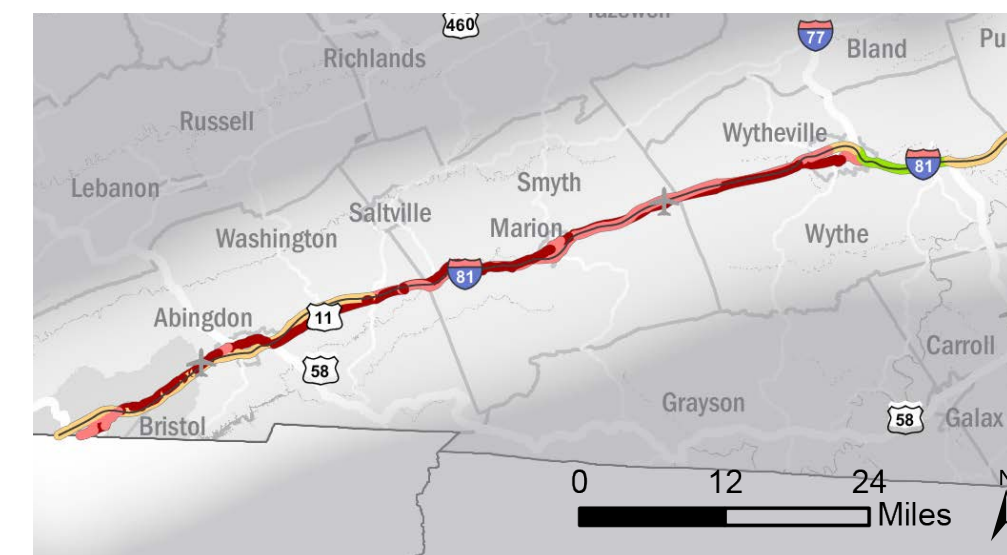 460
Richlands
77
Bland
Pu
Russell
Wytheville
81
Lebanon
Smyth
Saltville
Washington
Marion
Wythe
81
Abingdon
11
58
Carroll
Grayson
58
Galax
Bristol
0 12 24
Miles